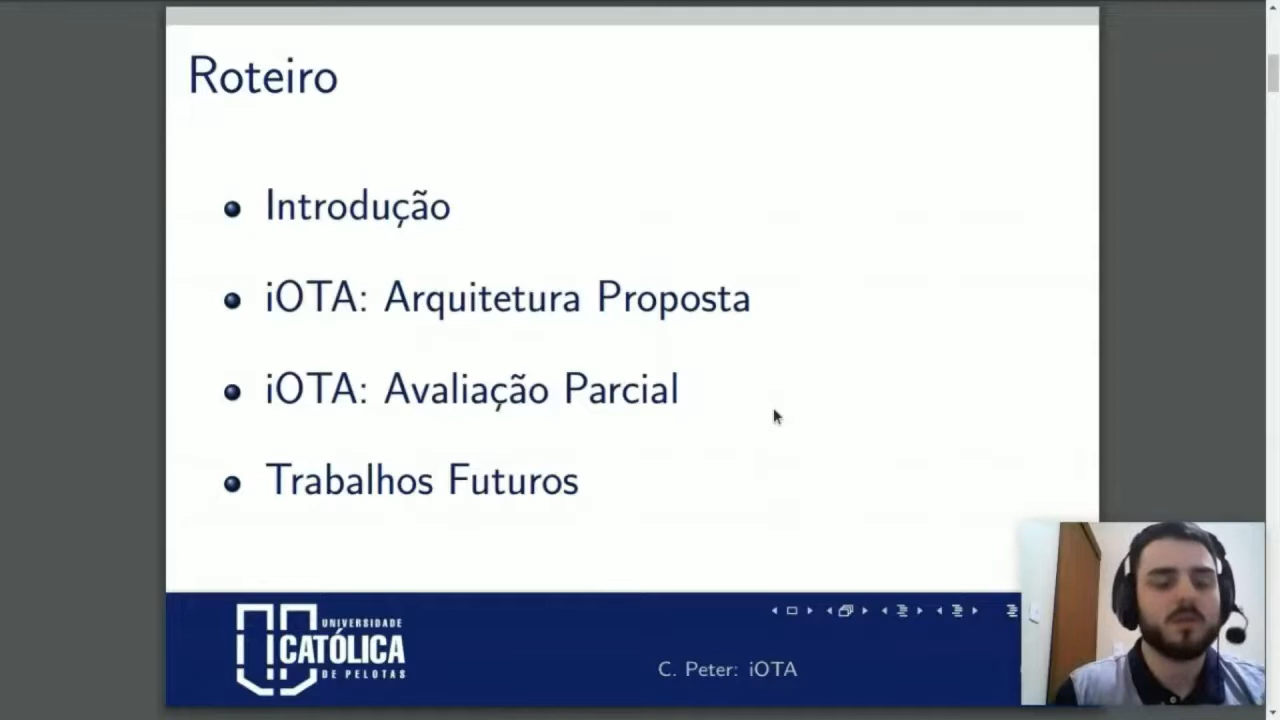 Roteiro
Introdução
iOTA: Arquitetura Proposta
iOTA: Avaliação Parcial
Trabalhos Futuros
UNIVERSIDADE
CATÓLICA
DE PELOTAS
C. Peter: iOTA